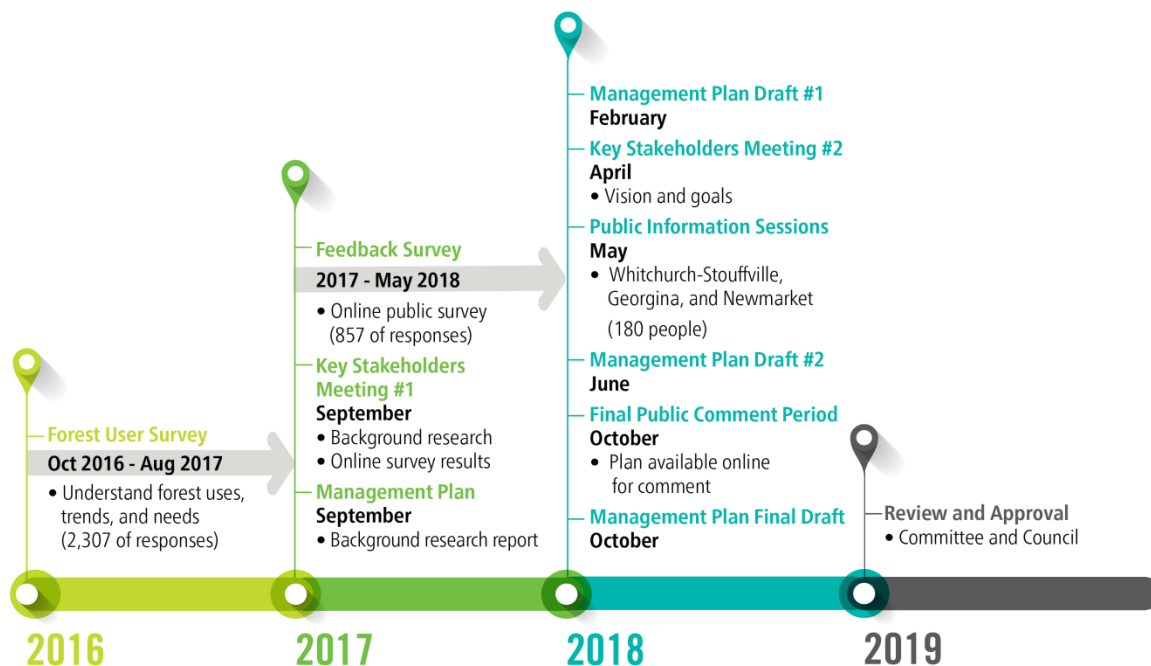 Forest User Survey
Oct 2016 - Aug 2017
• Understand forest uses,
trends, and needs
(2,307 of responses)
2016
Feedback Survey
2017 - May 2018
• Online public survey
(857 of responses)
Key Stakeholders
Meeting #1
September
• Background research
• Online survey results
Management Plan
September
• Background research report
2017
Management Plan Draft #1
February
Key Stakeholders Meeting #2
April
• Vision and goals
Public Information Sessions
May
• Whitchurch-Stouffville,
Georgina, and Newmarket
(180 people)
Management Plan Draft #2
June
Final Public Comment Period
October
• Plan available online
for comment
Management Plan Final Draft
October
2018
Review and Approval
• Committee and Council
2019